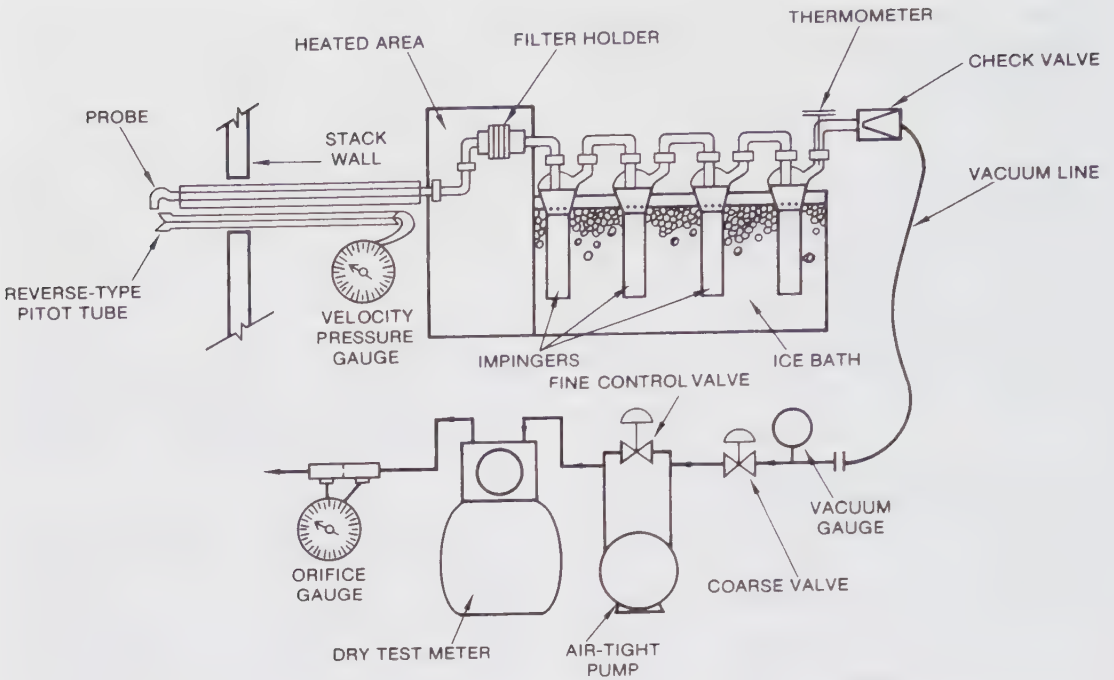 THERMOMETER
HEATED AREA
FILTER HOLDER
CHECK VALVE
PROBE
STACK
WALL
VACUUM LINE
REVERSE-TYPE
PITOT TUBE
VELOCITY
PRESSURE
GAUGE
IMPINGERS
ICE BATH
FINE CONTROL VALVE
VACUUM
GAUGE
ORIFICE
GAUGE
COARSE VALVE
DRY TEST METER
AIR-TIGHT
PUMP